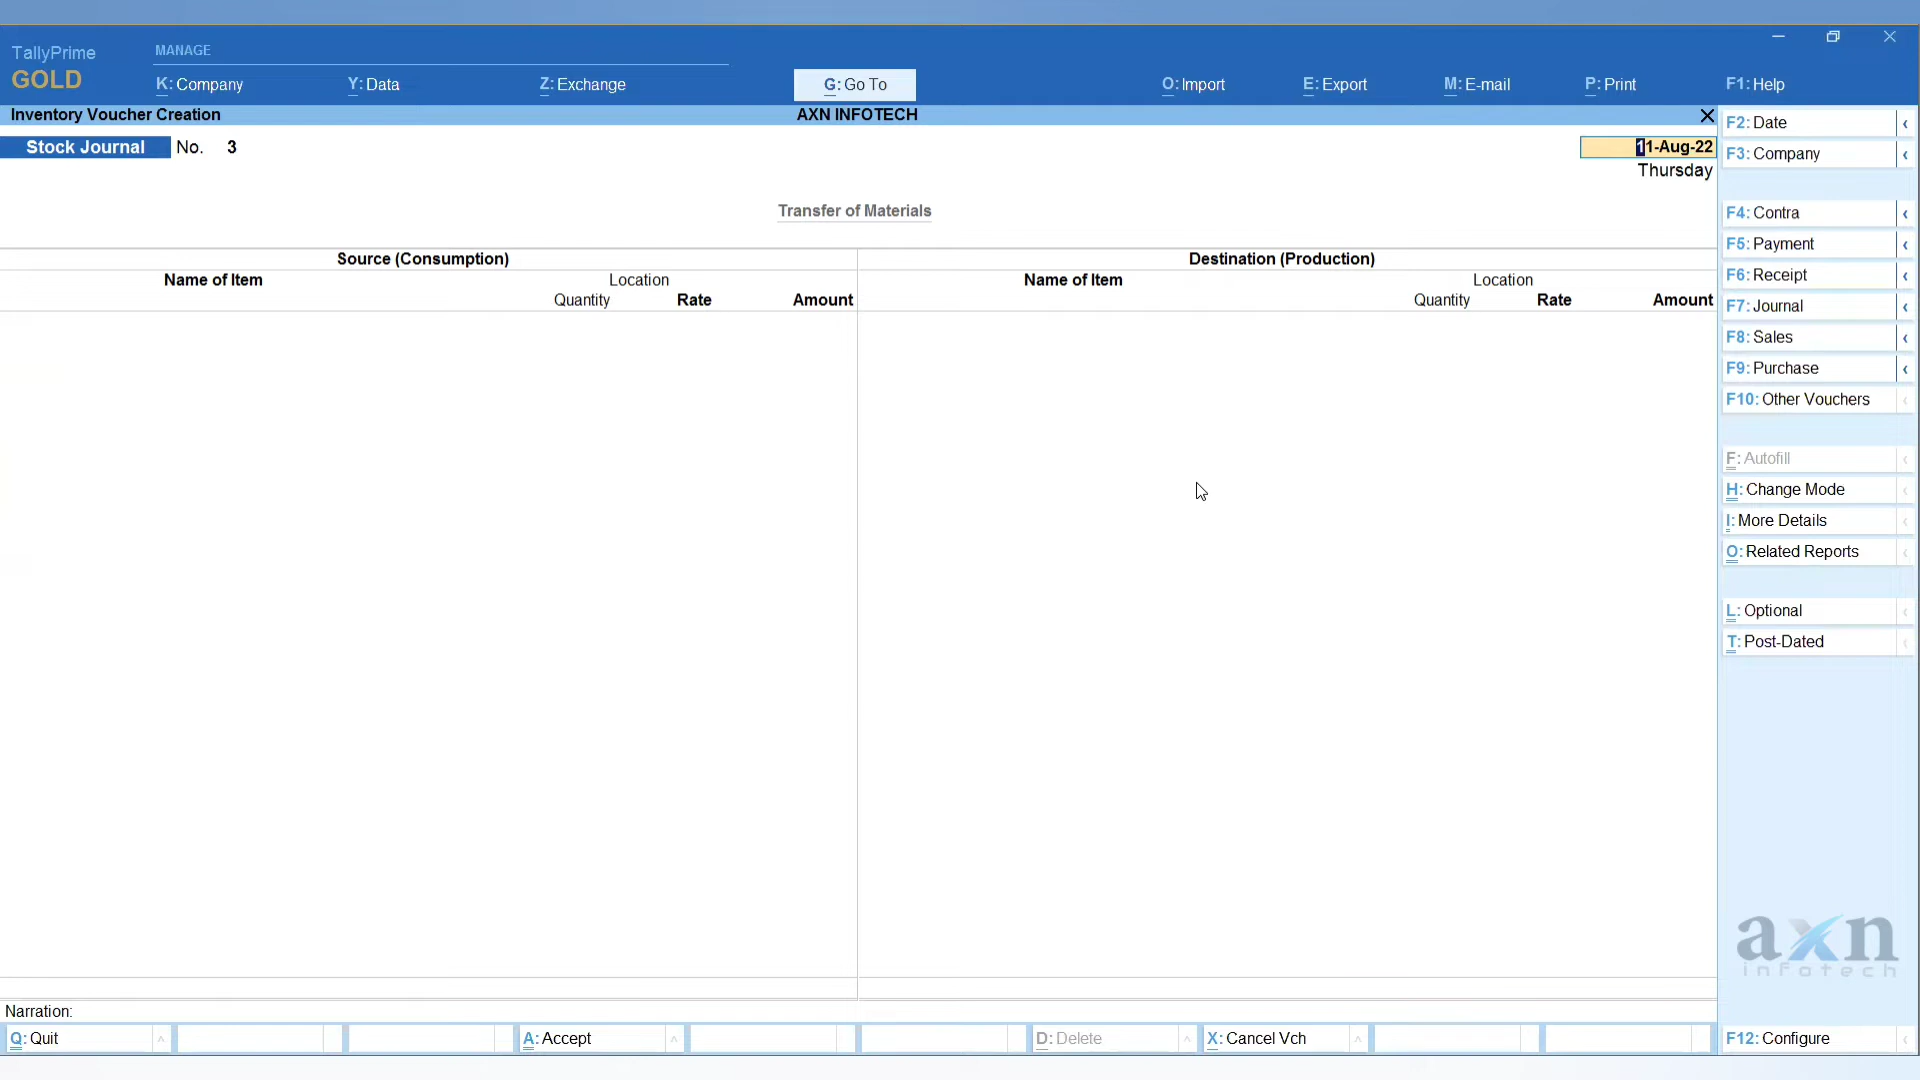 TallyPrime
GOLD
MANAGE
K: Company
Y: Data
Z: Exchange
G: Go To
O: Import
E: Export
M: E-mail
P: Print
F1: Help
Inventory Voucher Creation
AXN INFOTECH
Stock Journal No. 3
11-Aug-22
Thursday
Transfer of Materials
Source (Consumption)
Destination (Production)
Name of Item
Location
Quantity Rate Amount
Name of Item
Location
Quantity Rate Amount
F2: Date
F3: Company
F4: Contra
F5: Payment
F6: Receipt
F7: Journal
F8: Sales
F9: Purchase
F10: Other Vouchers
F: Autofill
H: Change Mode
I: More Details
O: Related Reports
L: Optional
T: Post-Dated
axn
infotech
Narration:
Q: Quit
A: Accept
D: Delete
X: Cancel Vch
F12: Configure